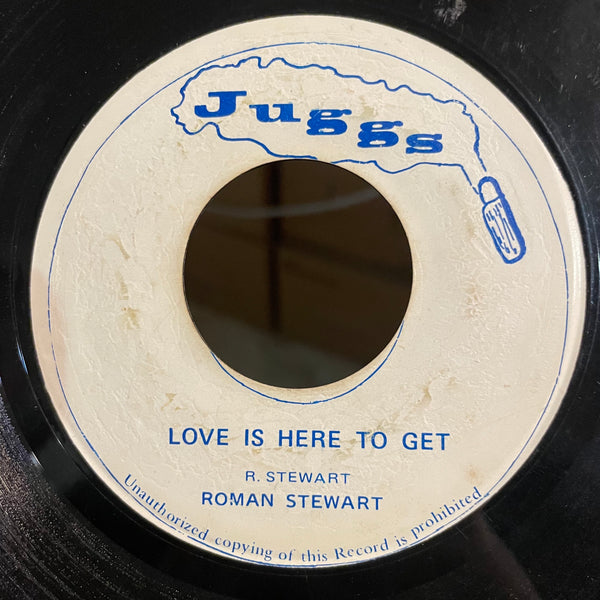 Juggs
LOVE IS HERE TO GET
R. STEWART
ROMAN STEWART
Unauthorized copying of this Record is prohibited